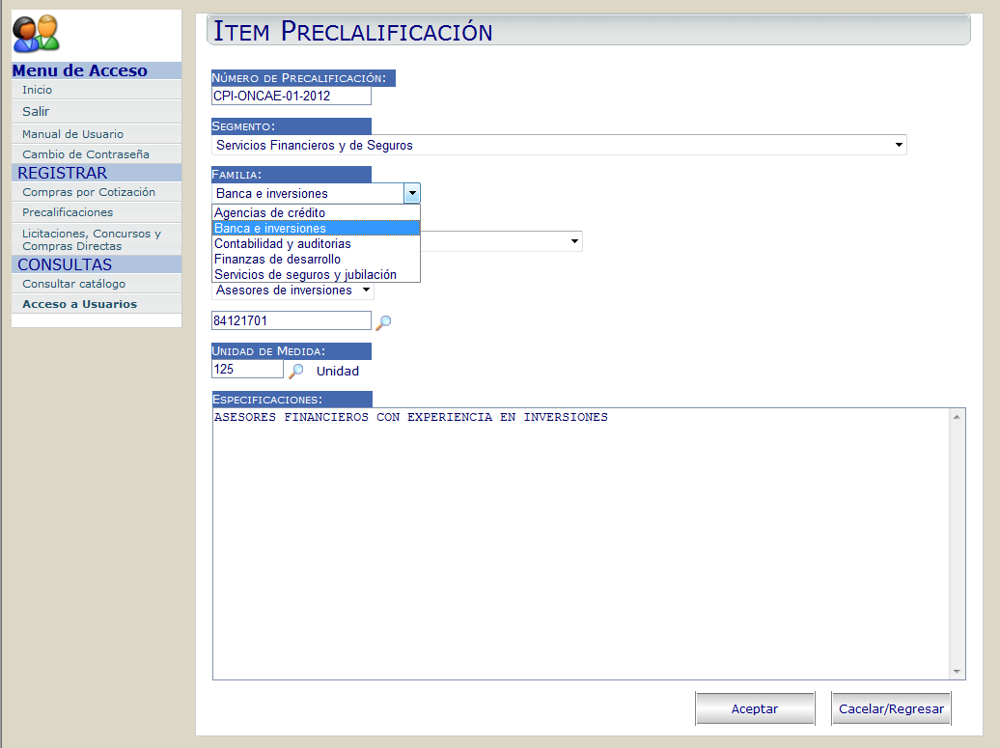 Menu de Acceso
Inicio
Salir
Manual de Usuario
Cambio de Contraseña
REGISTRAR
Compras por Cotización
Precalificaciones
Licitaciones, Concursos y
Compras Directas
CONSULTAS
Consultar catálogo
Acceso a Usuarios
Item Preclalificación
Número de Precalificación:
CPI-ONCAE-01-2012
Segmento:
Servicios Financieros y de Seguros
Familia:
Banca e inversiones
Agencias de crédito
Banca e inversiones
Contabilidad y auditorias
Finanzas de desarrollo
Servicios de seguros y jubilación
Asesores de inversiones
84121701
Unidad de Medida:
125 Unidad
Especificaciones:
ASESORES FINANCIEROS CON EXPERIENCIA EN INVERSIONES
Aceptar
Cacelar/Regresar